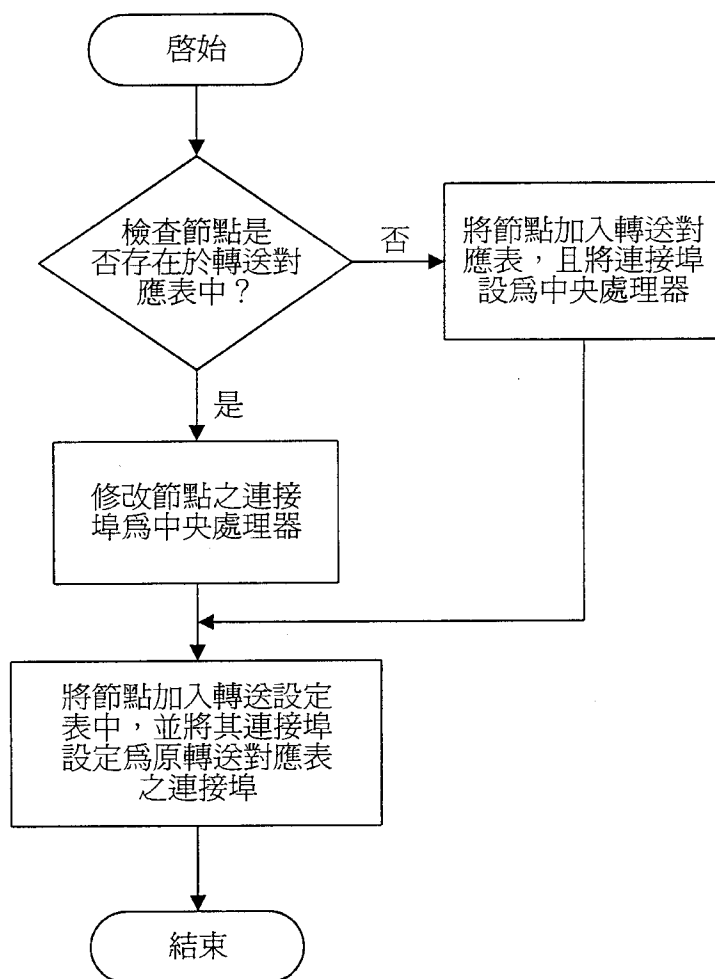 啓始
檢查節點是
否存在於轉送對
應表中？
否
將節點加入轉送對
應表，且將連接埠
設爲中央處理器
是
修改節點之連接
埠爲中央處理器
將節點加入轉送設定
表中，並將其連接埠
設定爲原轉送對應表
之連接埠
結束